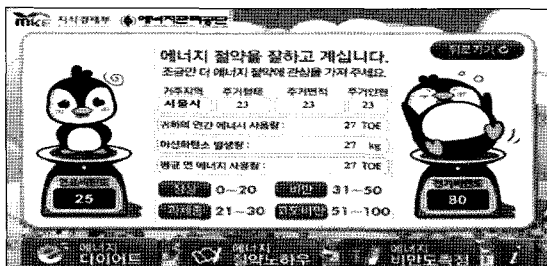 mKE 지식경제부 에너지관리공단
에너지 절약을 잘하고 계십니다.
조금만 더 에너지 절약에 관심을 가져 주세요.
뒤로가기
거주지역 주거형태 주거면적 주거인원
서울시 23 23 23
귀하의 연간 에너지 사용량 : 27 TOE
이산화탄소 발생량 : 27 kg
평균 연 에너지 사용량 : 27 TOE
정상 0~20 비만 31~50
과체중 21~30 고도비만 51~100
25
80
에너지 다이어트
에너지 절약노하우
에너지 비만도측정